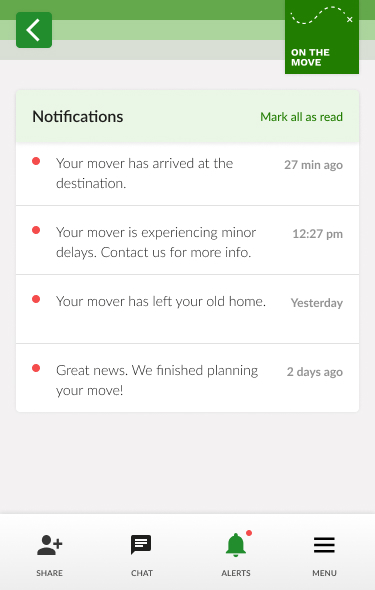 ON THE
MOVE
Notifications
Mark all as read
Your mover has arrived at the
destination.
27 min ago
Your mover is experiencing minor
delays. Contact us for more info.
12:27 pm
Your mover has left your old home.
Yesterday
Great news. We finished planning
your move!
2 days ago
SHARE
CHAT
ALERTS
MENU